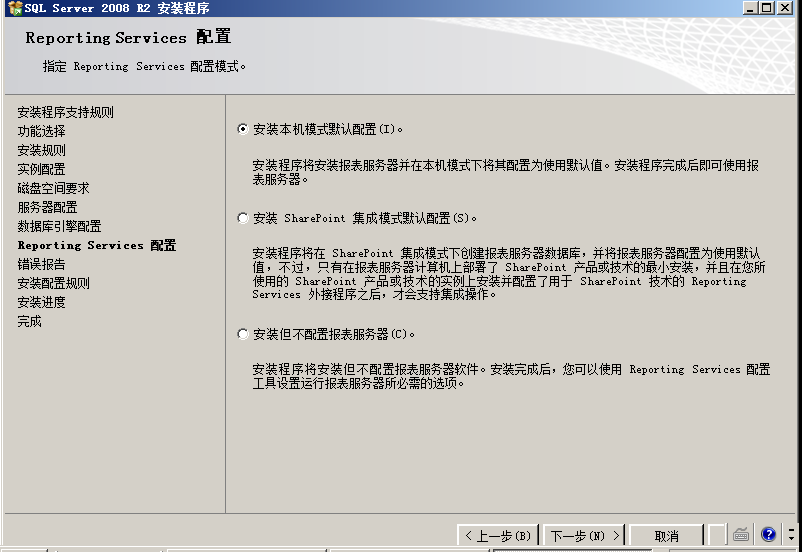 SQL Server 2008 R2 安装程序
Reporting Services 配置
指定 Reporting Services 配置模式。
安装程序支持规则
功能选择
安装规则
实例配置
磁盘空间要求
服务器配置
数据库引擎配置
Reporting Services 配置
错误报告
安装配置规则
安装进度
完成
安装本机模式默认配置(I)。
安装程序将安装报表服务器并在本机模式下将其配置为使用默认值。安装程序完成后即可使用报
表服务器。
安装 SharePoint 集成模式默认配置(S)。
安装程序将在 SharePoint 集成模式下创建报表服务器数据库，并将报表服务器配置为使用默认
值，不过，只有在报表服务器计算机上部署了 SharePoint 产品或技术的最小安装，并且在您所
使用的 SharePoint 产品或技术的实例上安装并配置了用于 SharePoint 技术的 Reporting
Services 外接程序之后，才会支持集成操作。
安装但不配置报表服务器(C)。
安装程序将安装但不配置报表服务器软件。安装完成后，您可以使用 Reporting Services 配置
工具设置运行报表服务器所必需的选项。
< 上一步(B)
下一步(N) >
取消